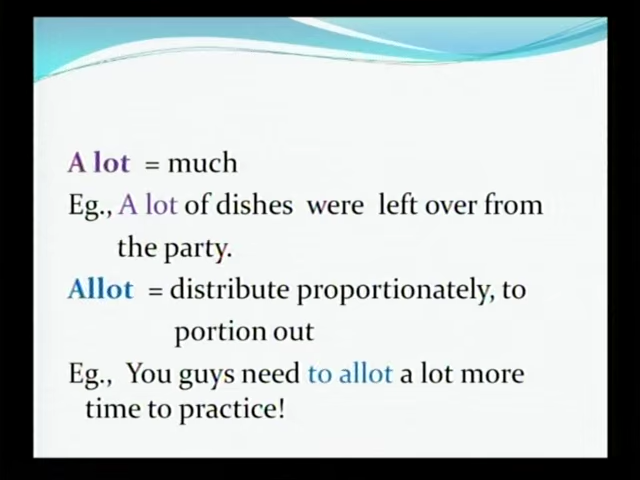 A lot = much
Eg., A lot of dishes were left over from
the party.
Allot = distribute proportionately, to
portion out
Eg., You guys need to allot a lot more
time to practice!